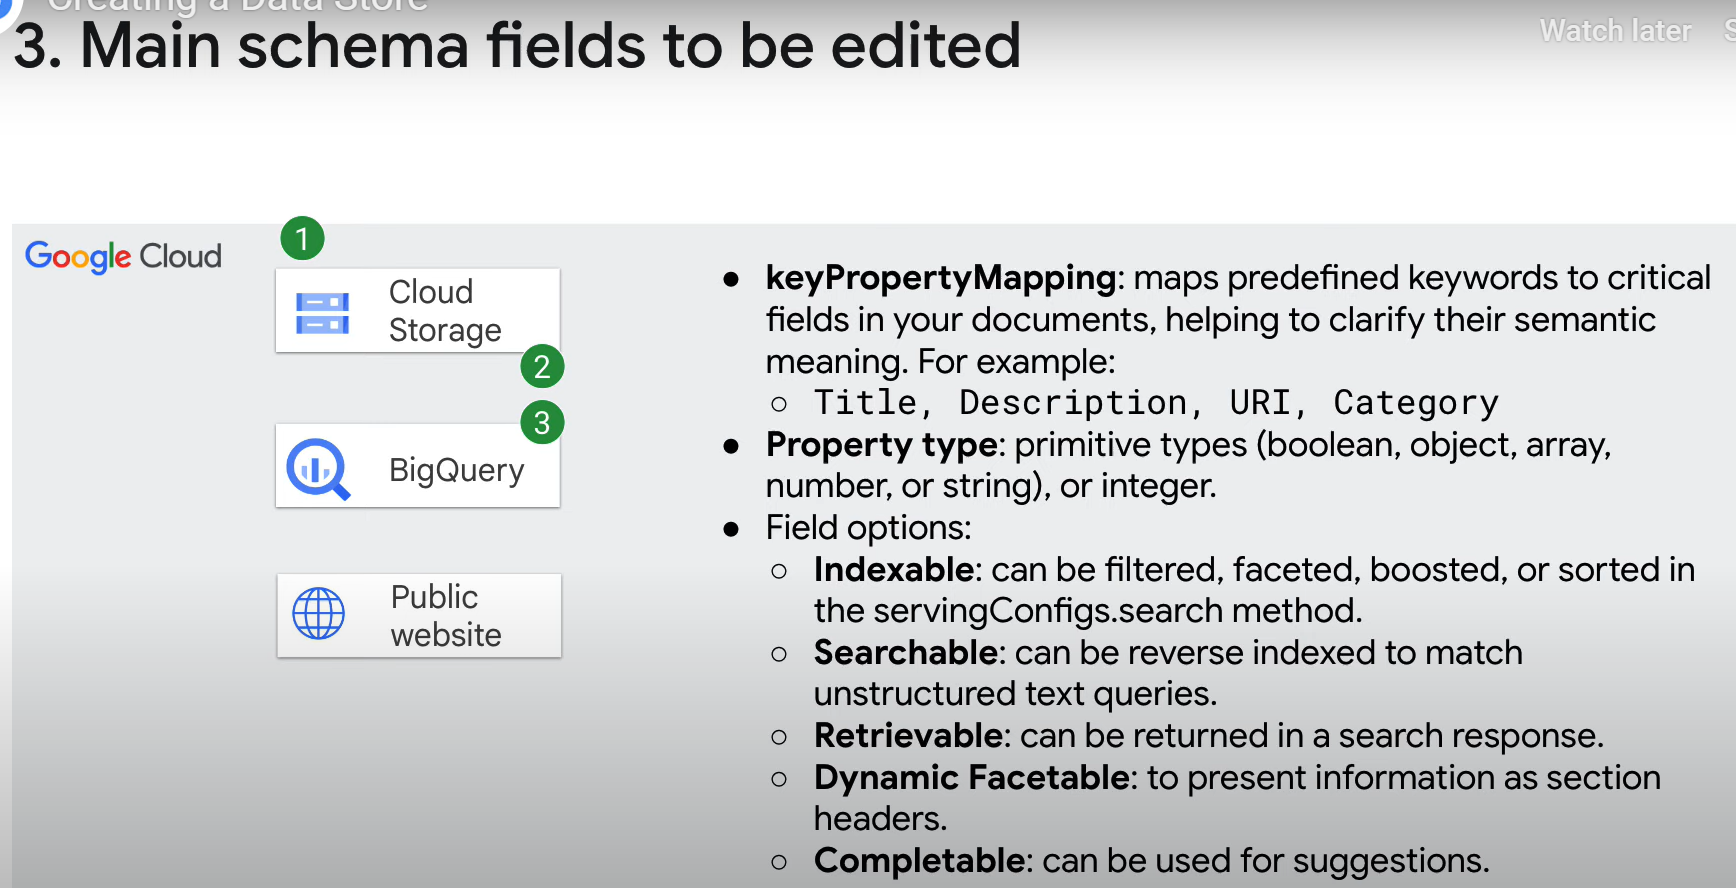 Creating a Data Store
3. Main schema fields to be edited
Watch later
Google Cloud
1
Cloud
Storage
2
3
BigQuery
Public
website
● keyPropertyMapping: maps predefined keywords to critical
fields in your documents, helping to clarify their semantic
meaning. For example:
○ Title, Description, URI, Category
● Property type: primitive types (boolean, object, array,
number, or string), or integer.
● Field options:
○ Indexable: can be filtered, faceted, boosted, or sorted in
the servingConfigs.search method.
○ Searchable: can be reverse indexed to match
unstructured text queries.
○ Retrievable: can be returned in a search response.
○ Dynamic Facetable: to present information as section
headers.
○ Completable: can be used for suggestions.